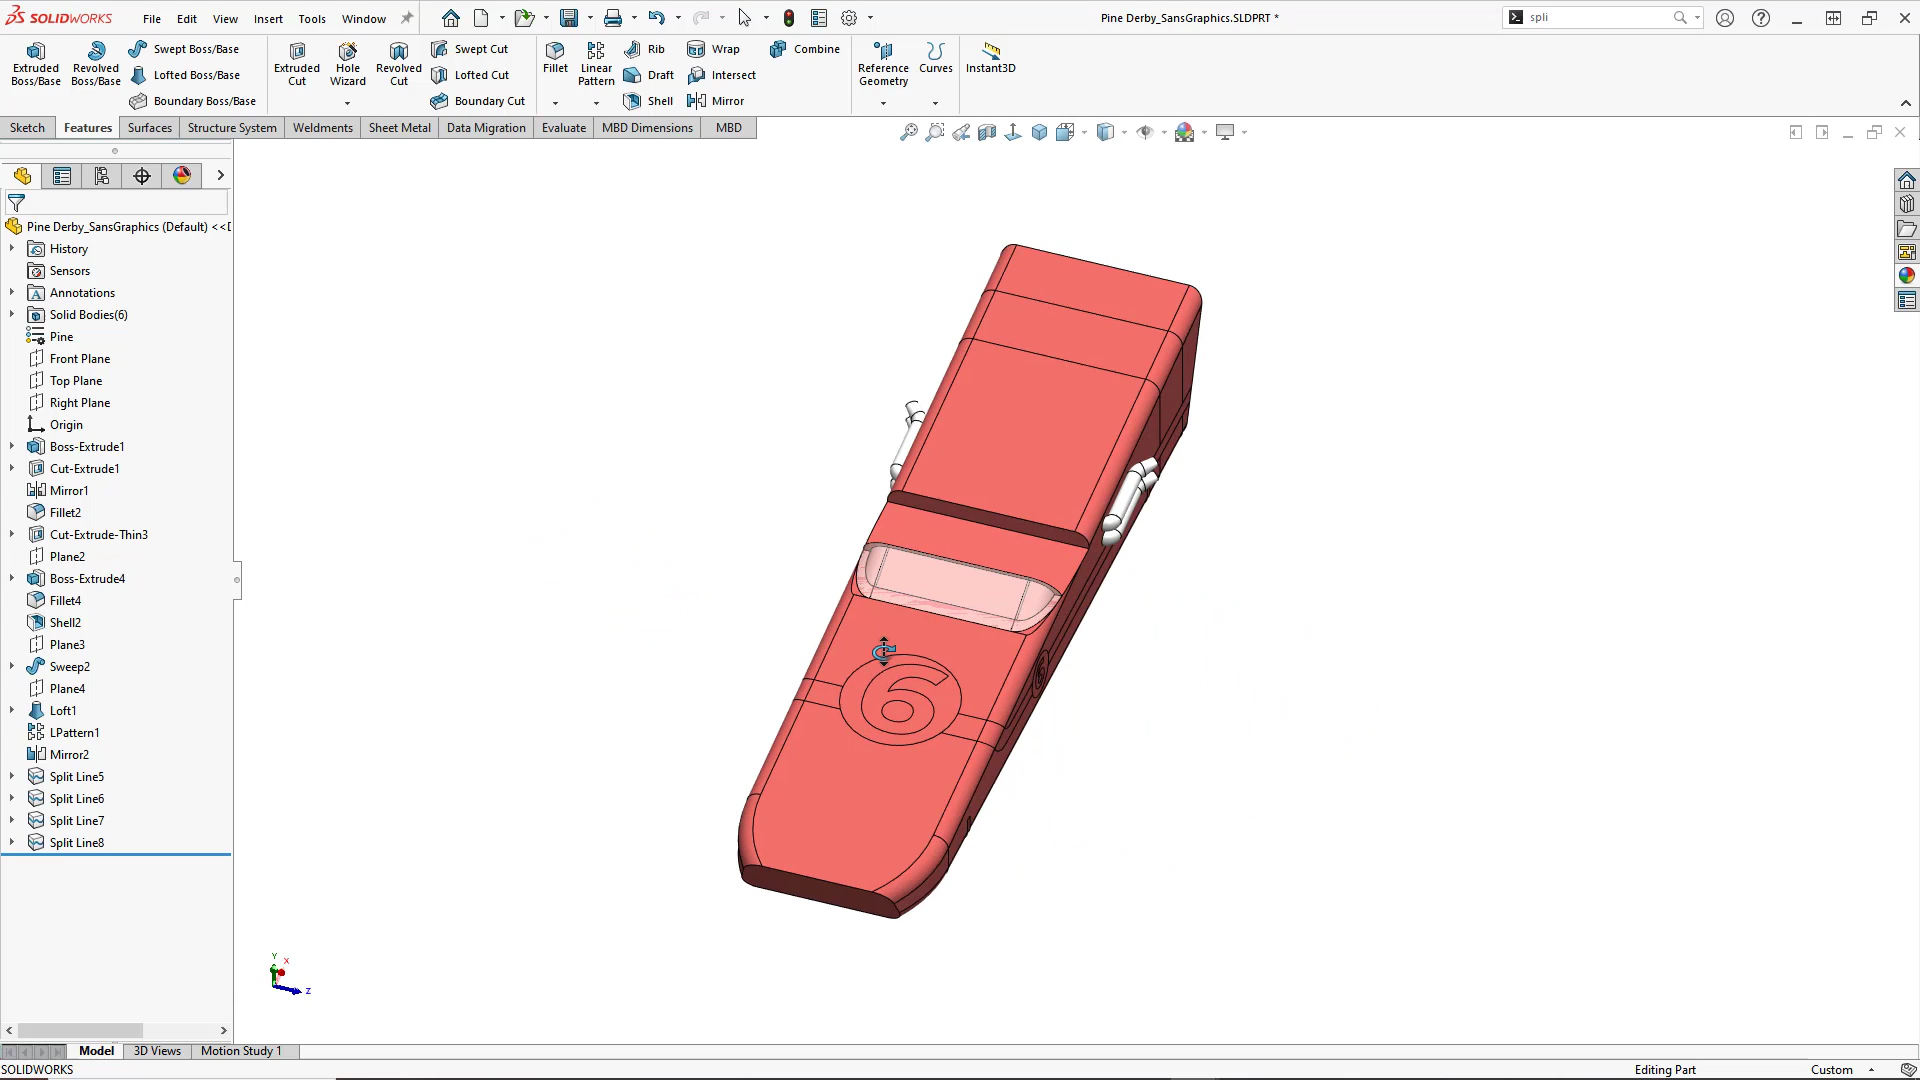 SOLIDWORKS File Edit View Insert Tools Window Pine Derby_SansGraphics.SLDPRT * spli
Extruded Boss/Base
Revolved Boss/Base
Swept Boss/Base
Lofted Boss/Base
Boundary Boss/Base
Extruded Cut
Hole Wizard
Revolved Cut
Swept Cut
Lofted Cut
Boundary Cut
Fillet
Linear Pattern
Rib
Draft
Shell
Wrap
Intersect
Mirror
Combine
Reference Geometry
Curves
Instant3D
Sketch Features Surfaces Structure System Weldments Sheet Metal Data Migration Evaluate MBD Dimensions MBD
Pine Derby_SansGraphics (Default) <<D
History
Sensors
Annotations
Solid Bodies(6)
Pine
Front Plane
Top Plane
Right Plane
Origin
Boss-Extrude1
Cut-Extrude1
Mirror1
Fillet2
Cut-Extrude-Thin3
Plane2
Boss-Extrude4
Fillet4
Shell2
Plane3
Sweep2
Plane4
Loft1
LPattern1
Mirror2
Split Line5
Split Line6
Split Line7
Split Line8
6
6
Y X
Z
Model 3D Views Motion Study 1
SOLIDWORKS Editing Part Custom